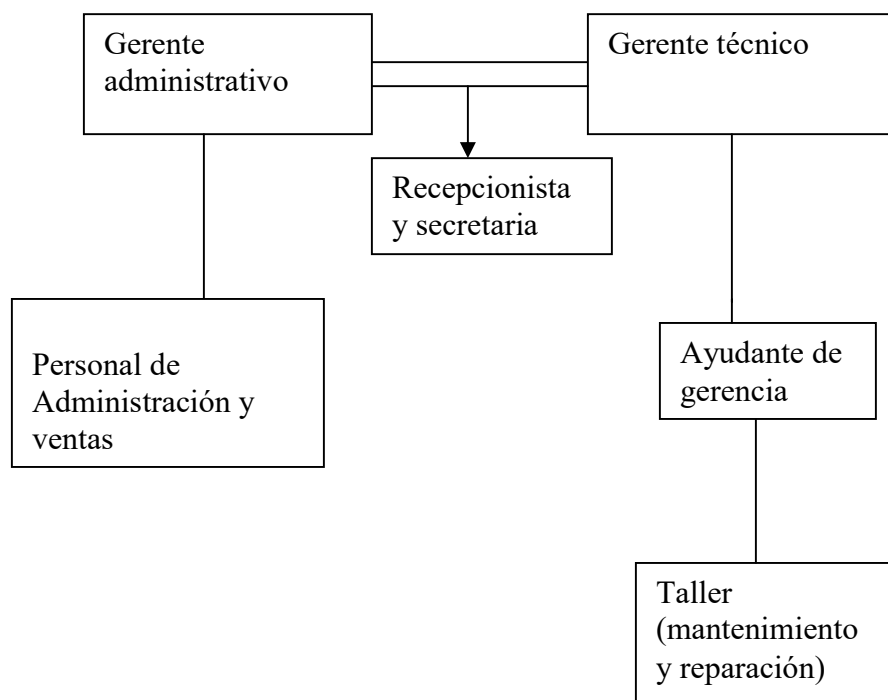 Gerente
administrativo
Gerente técnico
Recepcionista
y secretaria
Personal de
Administración y
ventas
Ayudante de
gerencia
Taller
(mantenimiento
y reparación)